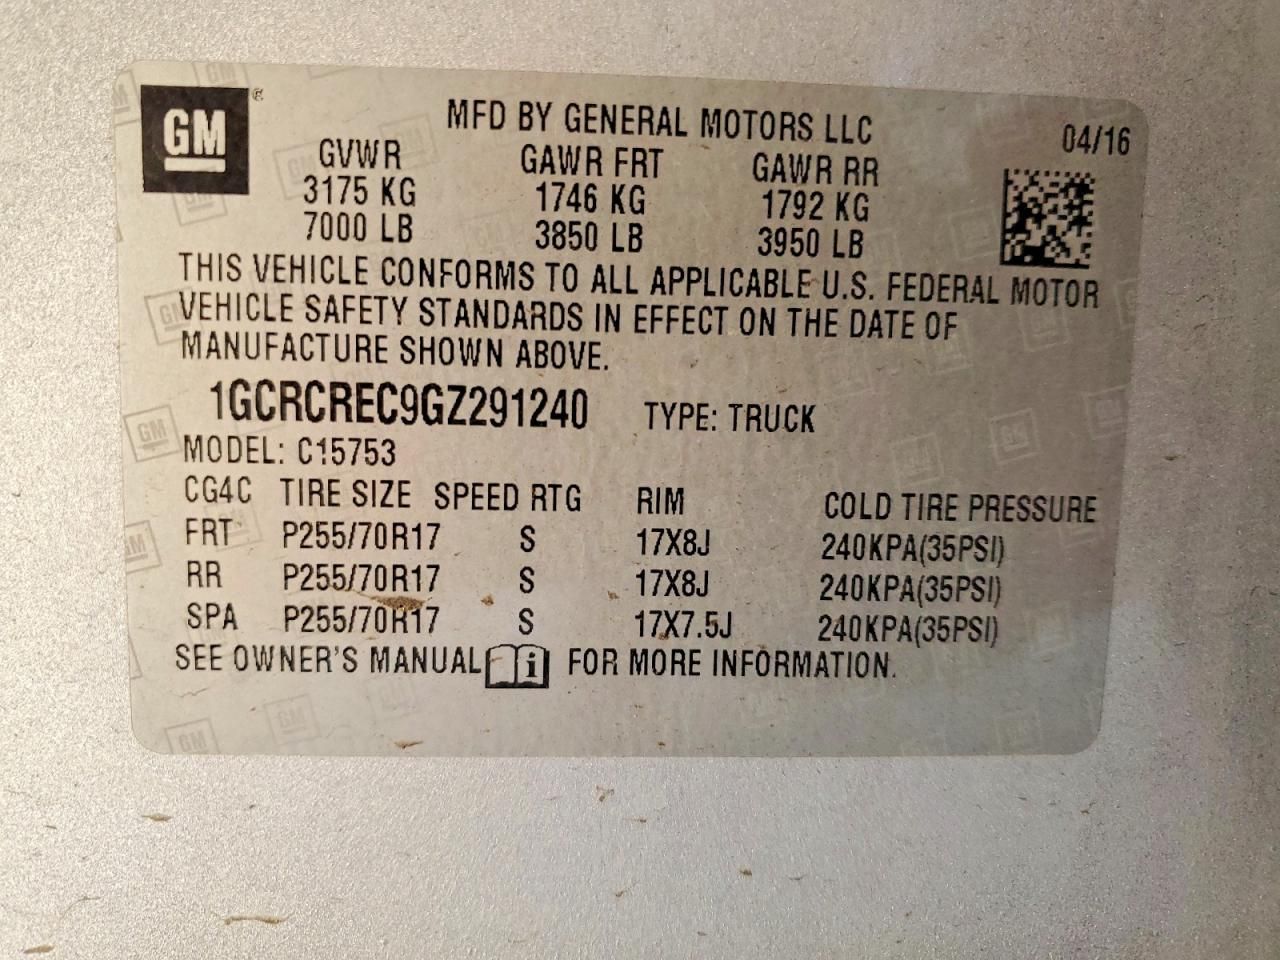 GM®
MFD BY GENERAL MOTORS LLC
04/16
GVWR GAWR FRT GAWR RR
3175 KG 1746 KG 1792 KG
7000 LB 3850 LB 3950 LB
THIS VEHICLE CONFORMS TO ALL APPLICABLE U.S. FEDERAL MOTOR
VEHICLE SAFETY STANDARDS IN EFFECT ON THE DATE OF
MANUFACTURE SHOWN ABOVE.
1GCRCREC9GZ291240 TYPE: TRUCK
MODEL: C15753
CG4C TIRE SIZE SPEED RTG RIM COLD TIRE PRESSURE
FRT P255/70R17 S 17X8J 240KPA(35PSI)
RR P255/70R17 S 17X8J 240KPA(35PSI)
SPA P255/70R17 S 17X7.5J 240KPA(35PSI)
SEE OWNER'S MANUAL i FOR MORE INFORMATION.